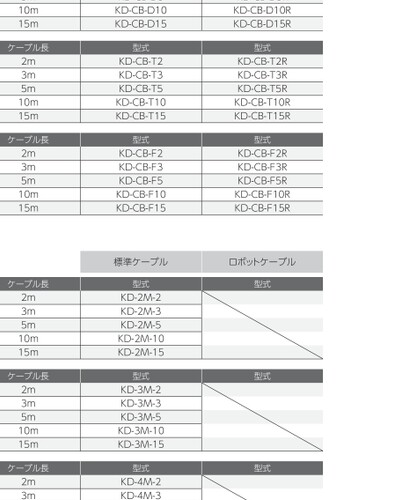 10m KD-CB-D10 KD-CB-D10R
15m KD-CB-D15 KD-CB-D15R
ケーブル長 型式 型式
2m KD-CB-T2 KD-CB-T2R
3m KD-CB-T3 KD-CB-T3R
5m KD-CB-T5 KD-CB-T5R
10m KD-CB-T10 KD-CB-T10R
15m KD-CB-T15 KD-CB-T15R
ケーブル長 型式 型式
2m KD-CB-F2 KD-CB-F2R
3m KD-CB-F3 KD-CB-F3R
5m KD-CB-F5 KD-CB-F5R
10m KD-CB-F10 KD-CB-F10R
15m KD-CB-F15 KD-CB-F15R
標準ケーブル ロボットケーブル
ケーブル長 型式 型式
2m KD-2M-2
3m KD-2M-3
5m KD-2M-5
10m KD-2M-10
15m KD-2M-15
ケーブル長 型式 型式
2m KD-3M-2
3m KD-3M-3
5m KD-3M-5
10m KD-3M-10
15m KD-3M-15
ケーブル長 型式 型式
2m KD-4M-2
3m KD-4M-3